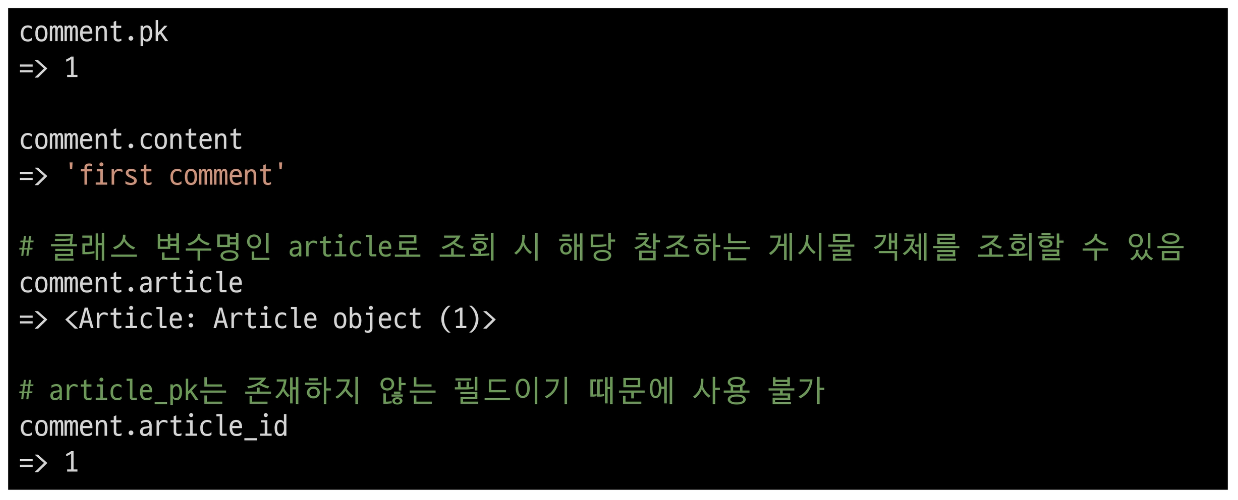 comment.pk
=> 1
comment.content
=> 'first comment'
# 클래스 변수명인 article로 조회 시 해당 참조하는 게시물 객체를 조회할 수 있음
comment.article
=> <Article: Article object (1)>
# article_pk는 존재하지 않는 필드이기 때문에 사용 불가
comment.article_id
=> 1